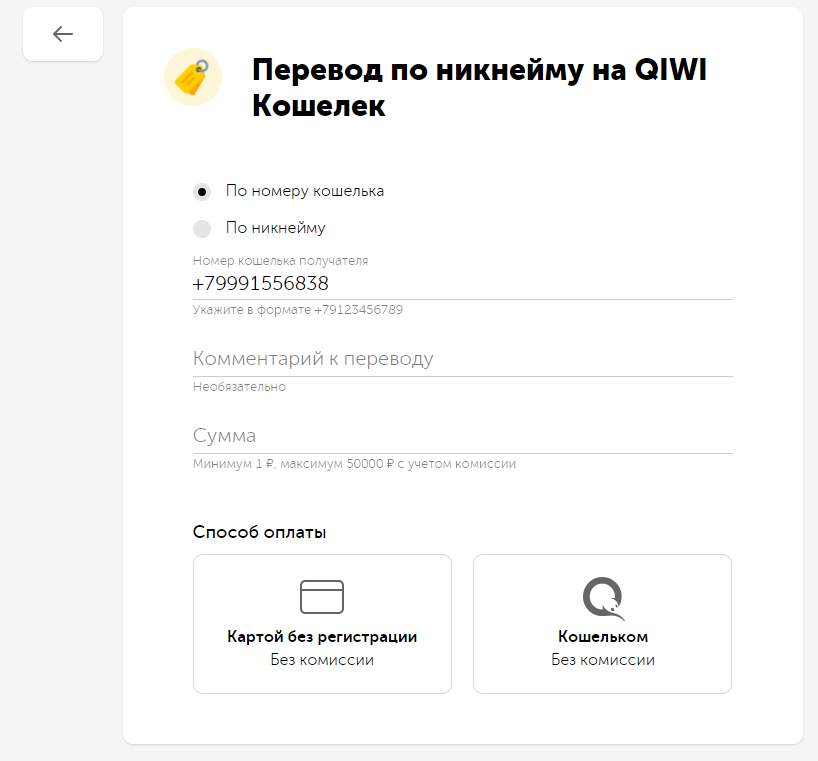 Перевод по никнейму на QIWI
Кошелек
По номеру кошелька
По никнейму
Номер кошелька получателя
+79991556838
Укажите в формате +79123456789
Комментарий к переводу
Необязательно
Сумма
Минимум 1 ₽, максимум 50000 ₽ с учетом комиссии
Способ оплаты
Картой без регистрации
Без комиссии
Кошельком
Без комиссии